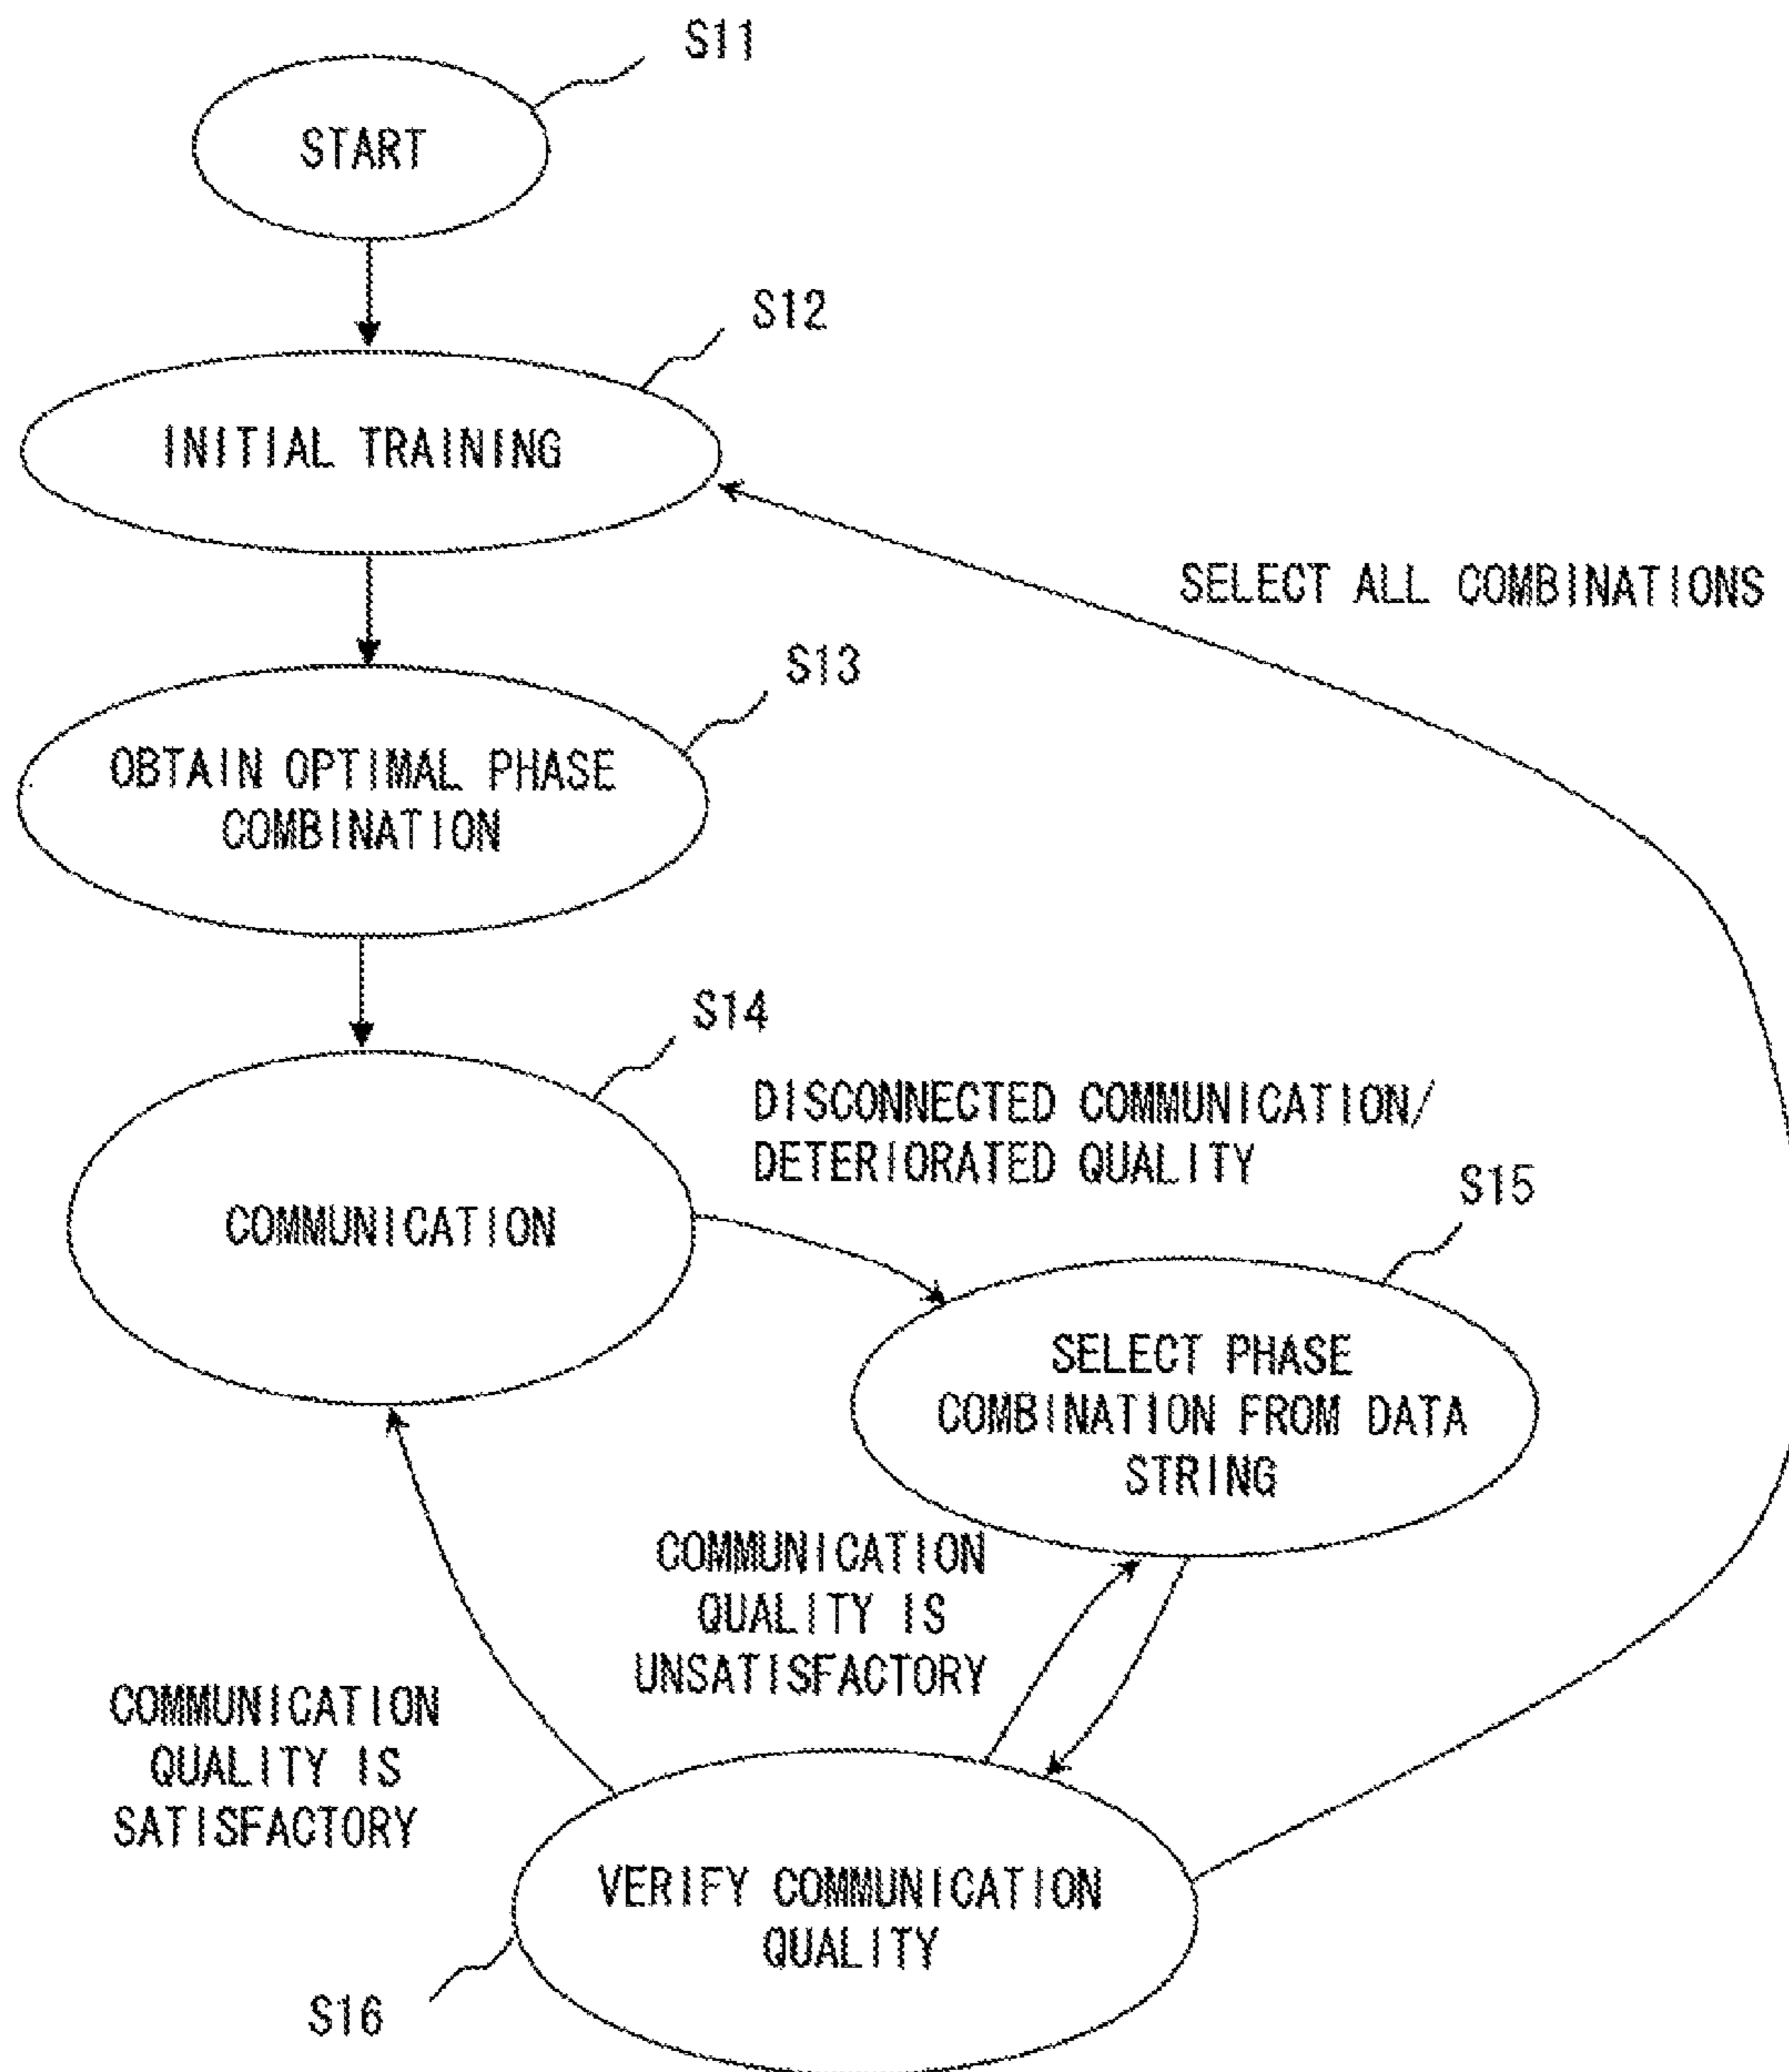 S11
START
S12
INITIAL TRAINING
SELECT ALL COMBINATIONS
S13
OBTAIN OPTIMAL PHASE
COMBINATION
S14
DISCONNECTED COMMUNICATION/
DETERIORATED QUALITY
S15
COMMUNICATION
SELECT PHASE
COMBINATION FROM DATA
STRING
COMMUNICATION
QUALITY IS
UNSATISFACTORY
COMMUNICATION
QUALITY IS
SATISFACTORY
VERIFY COMMUNICATION
QUALITY
S16